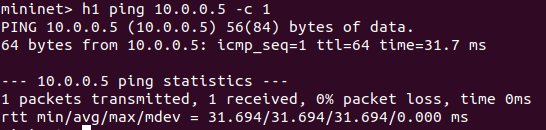 mininet> h1 ping 10.0.0.5 -c 1
PING 10.0.0.5 (10.0.0.5) 56(84) bytes of data.
64 bytes from 10.0.0.5: icmp_seq=1 ttl=64 time=31.7 ms

--- 10.0.0.5 ping statistics ---
1 packets transmitted, 1 received, 0% packet loss, time 0ms
rtt min/avg/max/mdev = 31.694/31.694/31.694/0.000 ms